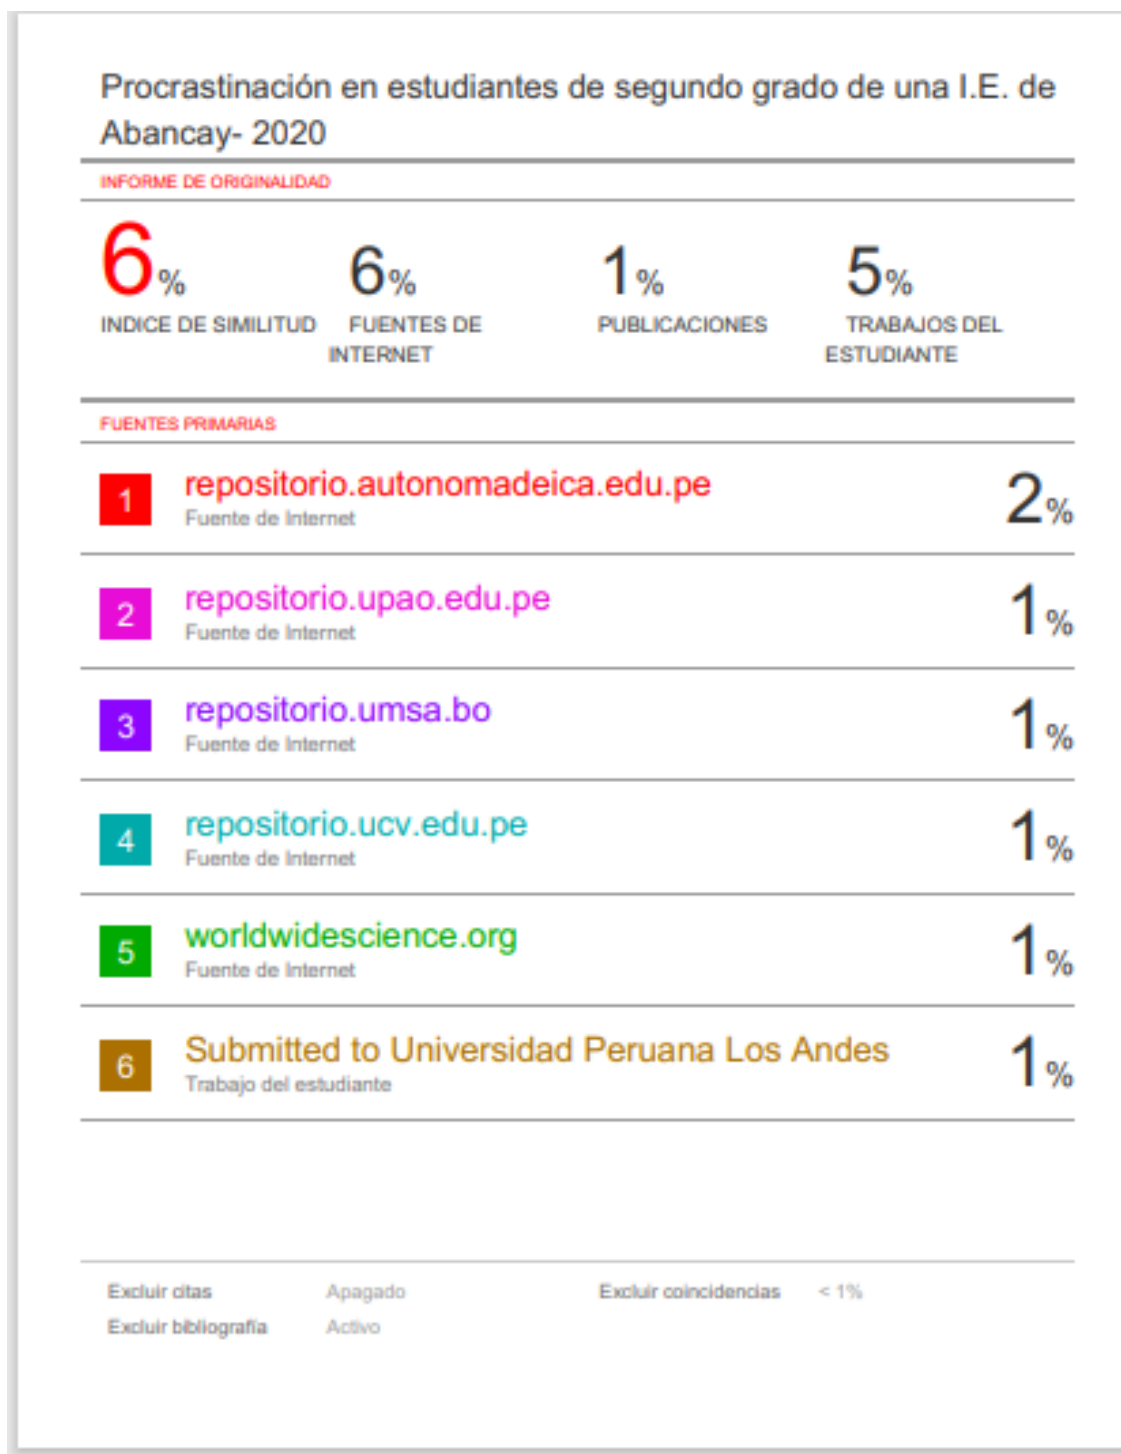 Procrastinación en estudiantes de segundo grado de una I.E. de
Abancay- 2020
INFORME DE ORIGINALIDAD
6%
6%
1%
5%
INDICE DE SIMILITUD
FUENTES DE
INTERNET
PUBLICACIONES
TRABAJOS DEL
ESTUDIANTE
FUENTES PRIMARIAS
1
repositorio.autonomadeica.edu.pe
Fuente de Internet
2%
2
repositorio.upao.edu.pe
Fuente de Internet
1%
3
repositorio.umsa.bo
Fuente de Internet
1%
4
repositorio.ucv.edu.pe
Fuente de Internet
1%
5
worldwidescience.org
Fuente de Internet
1%
6
Submitted to Universidad Peruana Los Andes
Trabajo del estudiante
1%
Excluir citas Apagado Excluir coincidencias < 1%
Excluir bibliografía Activo